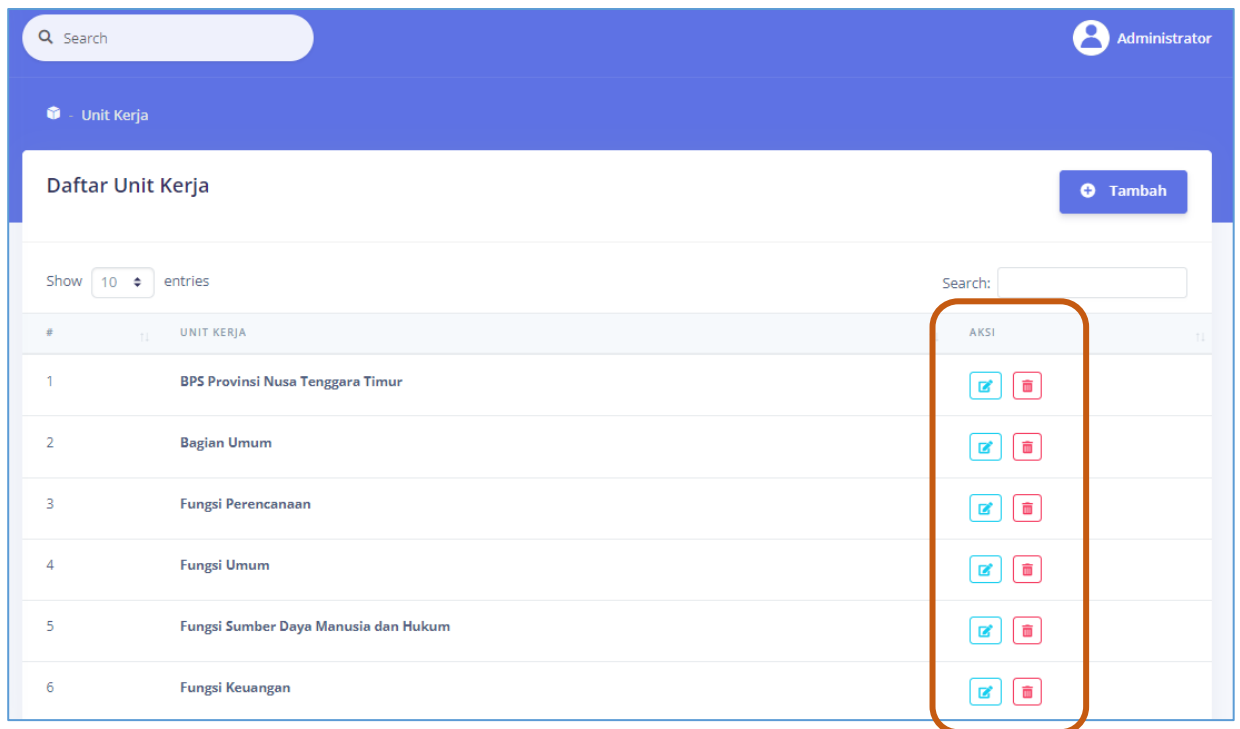 Search
Administrator
- Unit Kerja
Daftar Unit Kerja
Tambah
Show 10 entries
Search:
# UNIT KERJA AKSI
1 BPS Provinsi Nusa Tenggara Timur
2 Bagian Umum
3 Fungsi Perencanaan
4 Fungsi Umum
5 Fungsi Sumber Daya Manusia dan Hukum
6 Fungsi Keuangan